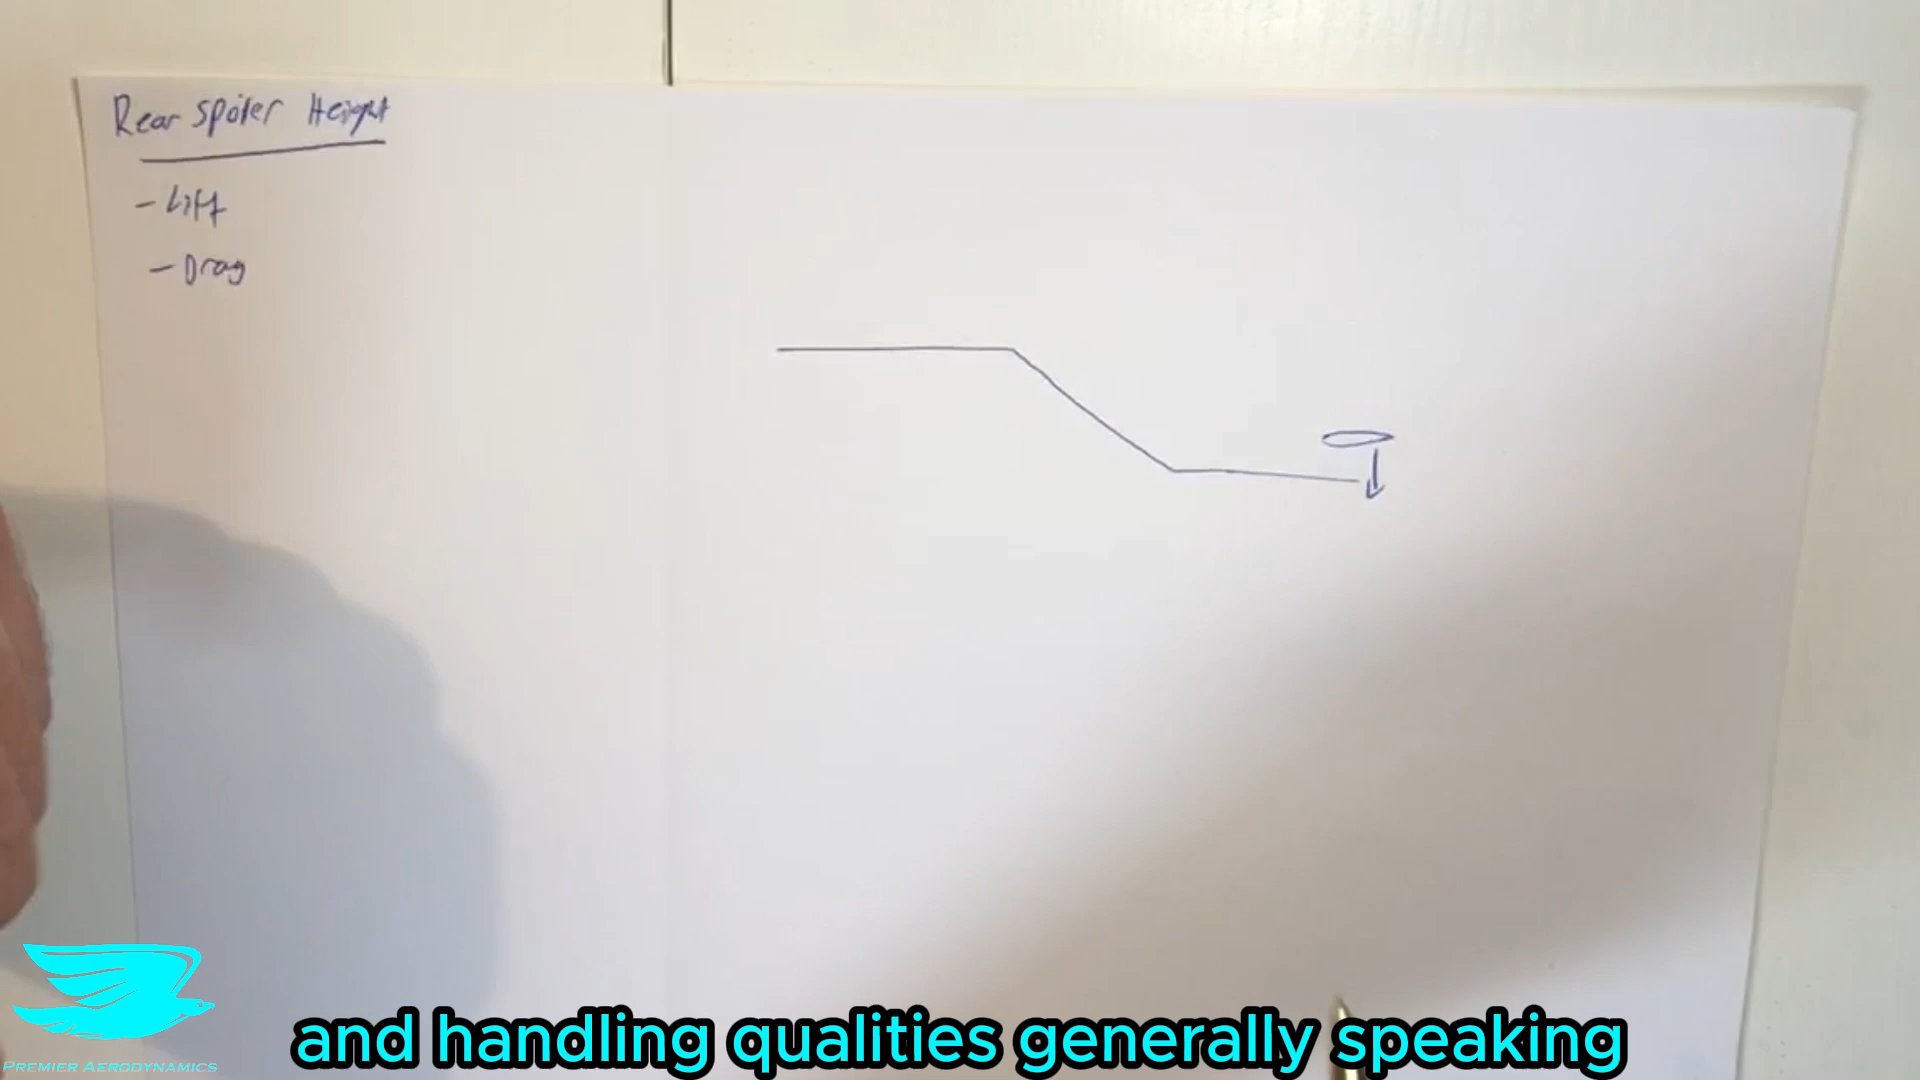 Rear Spoiler Height
- Lift
- Drag
and handling qualities generally speaking
PREMIER AERODYNAMICS